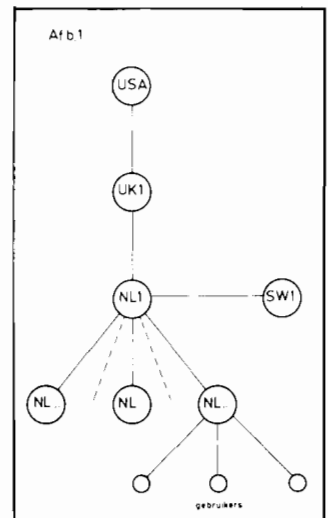 Afb.1
USA
UK1
NL1 SW1
NL.. NL NL..
gebruikers